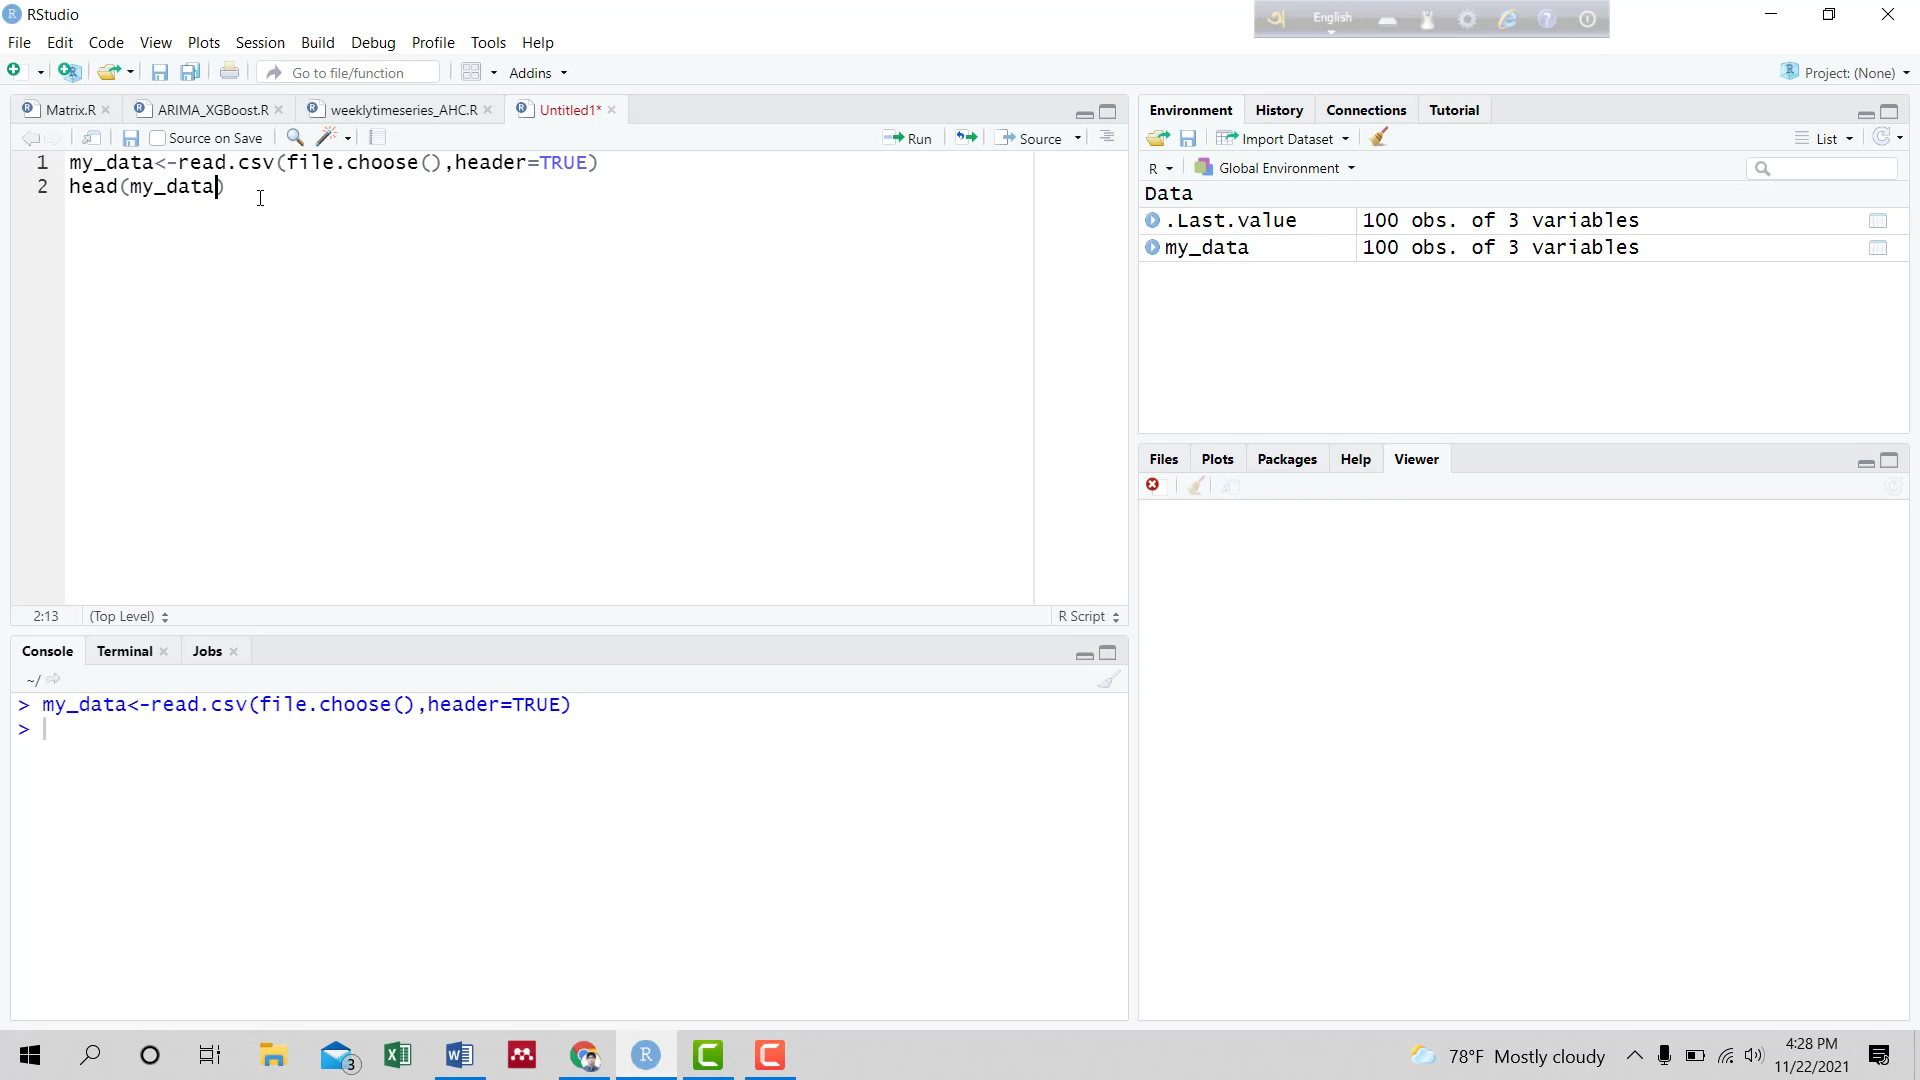 RStudio
English
File Edit Code View Plots Session Build Debug Profile Tools Help
Go to file/function Addins Project: (None)
Matrix.R ARIMA_XGBoost.R weeklytimeseries_AHC.R Untitled1*
Source on Save Run Source
1 my_data<-read.csv(file.choose(),header=TRUE)
2 head(my_data)
2:13 (Top Level) R Script
Console Terminal Jobs
~/
> my_data<-read.csv(file.choose(),header=TRUE)
>
Environment History Connections Tutorial
Import Dataset List
R Global Environment
Data
.Last.value 100 obs. of 3 variables
my_data 100 obs. of 3 variables
Files Plots Packages Help Viewer
3
78°F Mostly cloudy
4:28 PM
11/22/2021